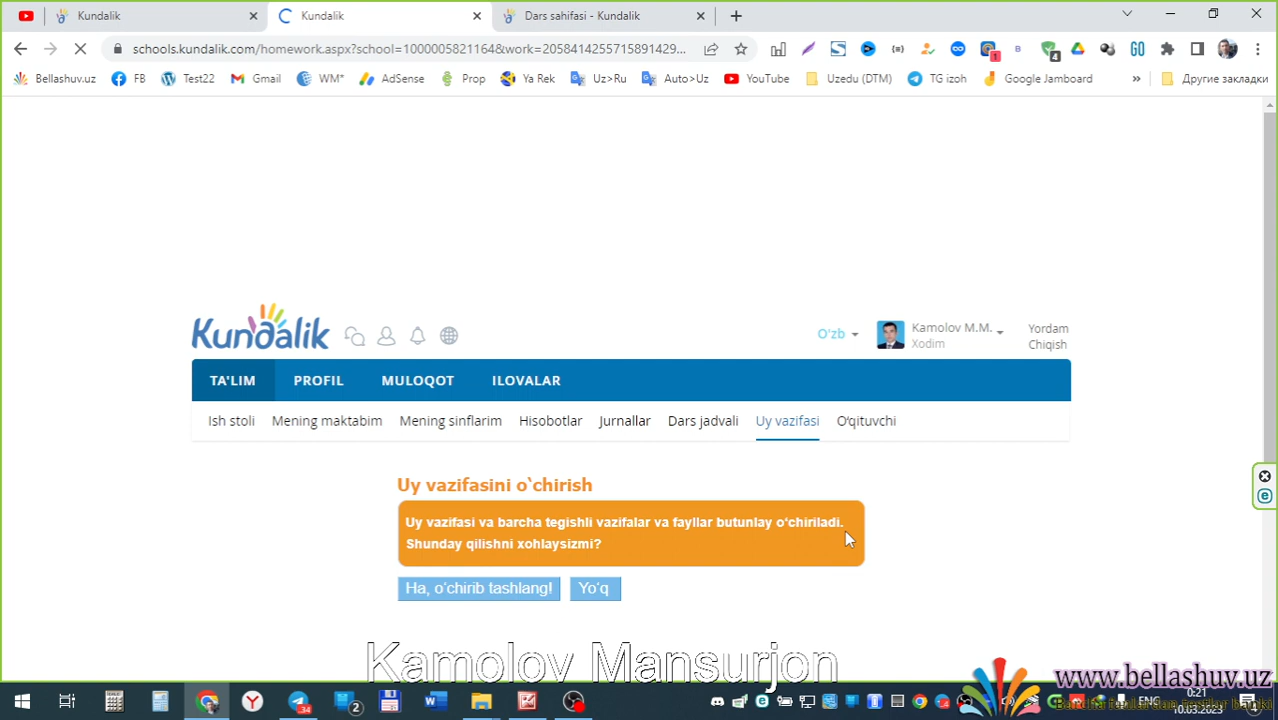 Kundalik
Kundalik
Dars sahifasi - Kundalik
schools.kundalik.com/homework.aspx?school=1000005821164&work=2058414255715891429...
Bellashuv.uz
FB
Test22
Gmail
WM*
AdSense
Prop
Ya Rek
Uz>Ru
Auto>Uz
YouTube
Uzedu (DTM)
TG izoh
Google Jamboard
»
Другие закладки
Kundalik
O'zb
Kamolov M.M.
Xodim
Yordam
Chiqish
TA'LIM
PROFIL
MULOQOT
ILOVALAR
Ish stoli
Mening maktabim
Mening sinflarim
Hisobotlar
Jurnallar
Dars jadvali
Uy vazifasi
O'qituvchi
Uy vazifasini o`chirish
Uy vazifasi va barcha tegishli vazifalar va fayllar butunlay o'chiriladi.
Shunday qilishni xohlaysizmi?
Ha, o'chirib tashlang!
Yo'q
Kamolov Mansurjon
www.bellashuv.uz
34
2
ENG
0:21
10.03.2023